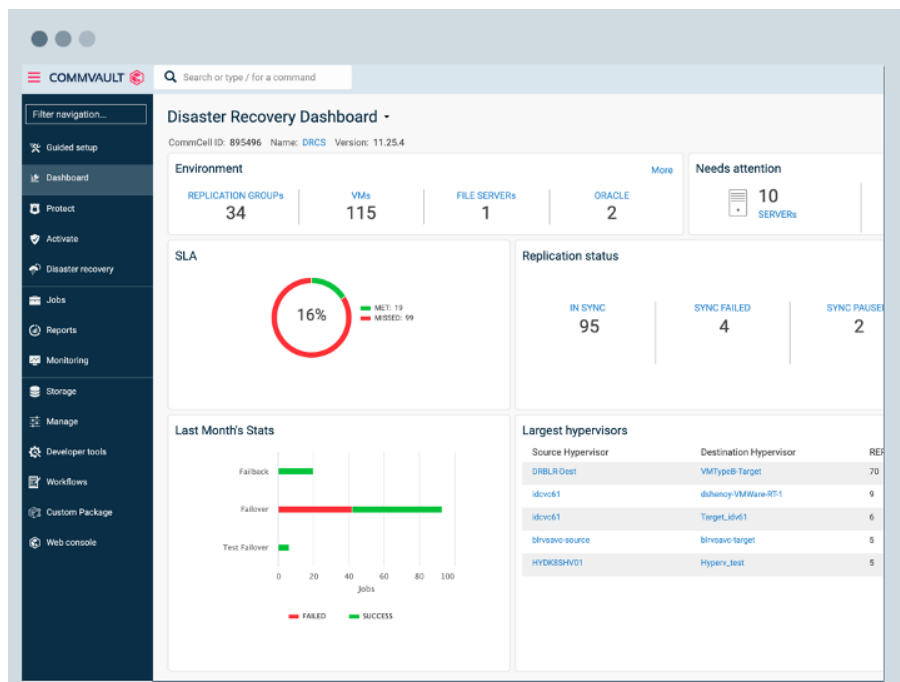 COMMVAULT
Search or type / for a command
Filter navigation...
Guided setup
Dashboard
Protect
Activate
Disaster recovery
Jobs
Reports
Monitoring
Storage
Manage
Developer tools
Workflows
Custom Package
Web console
Disaster Recovery Dashboard
CommCell ID: 895496 Name: DRCS Version: 11.25.4
Environment
More
REPLICATION GROUPs
34
VMs
115
FILE SERVERs
1
ORACLE
2
Needs attention
10
SERVERs
SLA
16%
MET: 19
MISSED: 99
Replication status
IN SYNC
95
SYNC FAILED
4
SYNC PAUSE
2
Last Month's Stats
Failback
Failover
Test Failover
0 20 40 60 80 100
Jobs
FAILED SUCCESS
Largest hypervisors
Source Hypervisor Destination Hypervisor REP
DRBLR-Dest VMTypeB-Target 70
idcvc61 dshenoy-VMWare-RT-1 9
idcvc61 Target_idv61 6
blrvsavc-source blrvsavc-target 5
HYDK8SHV01 Hyperv_test 5